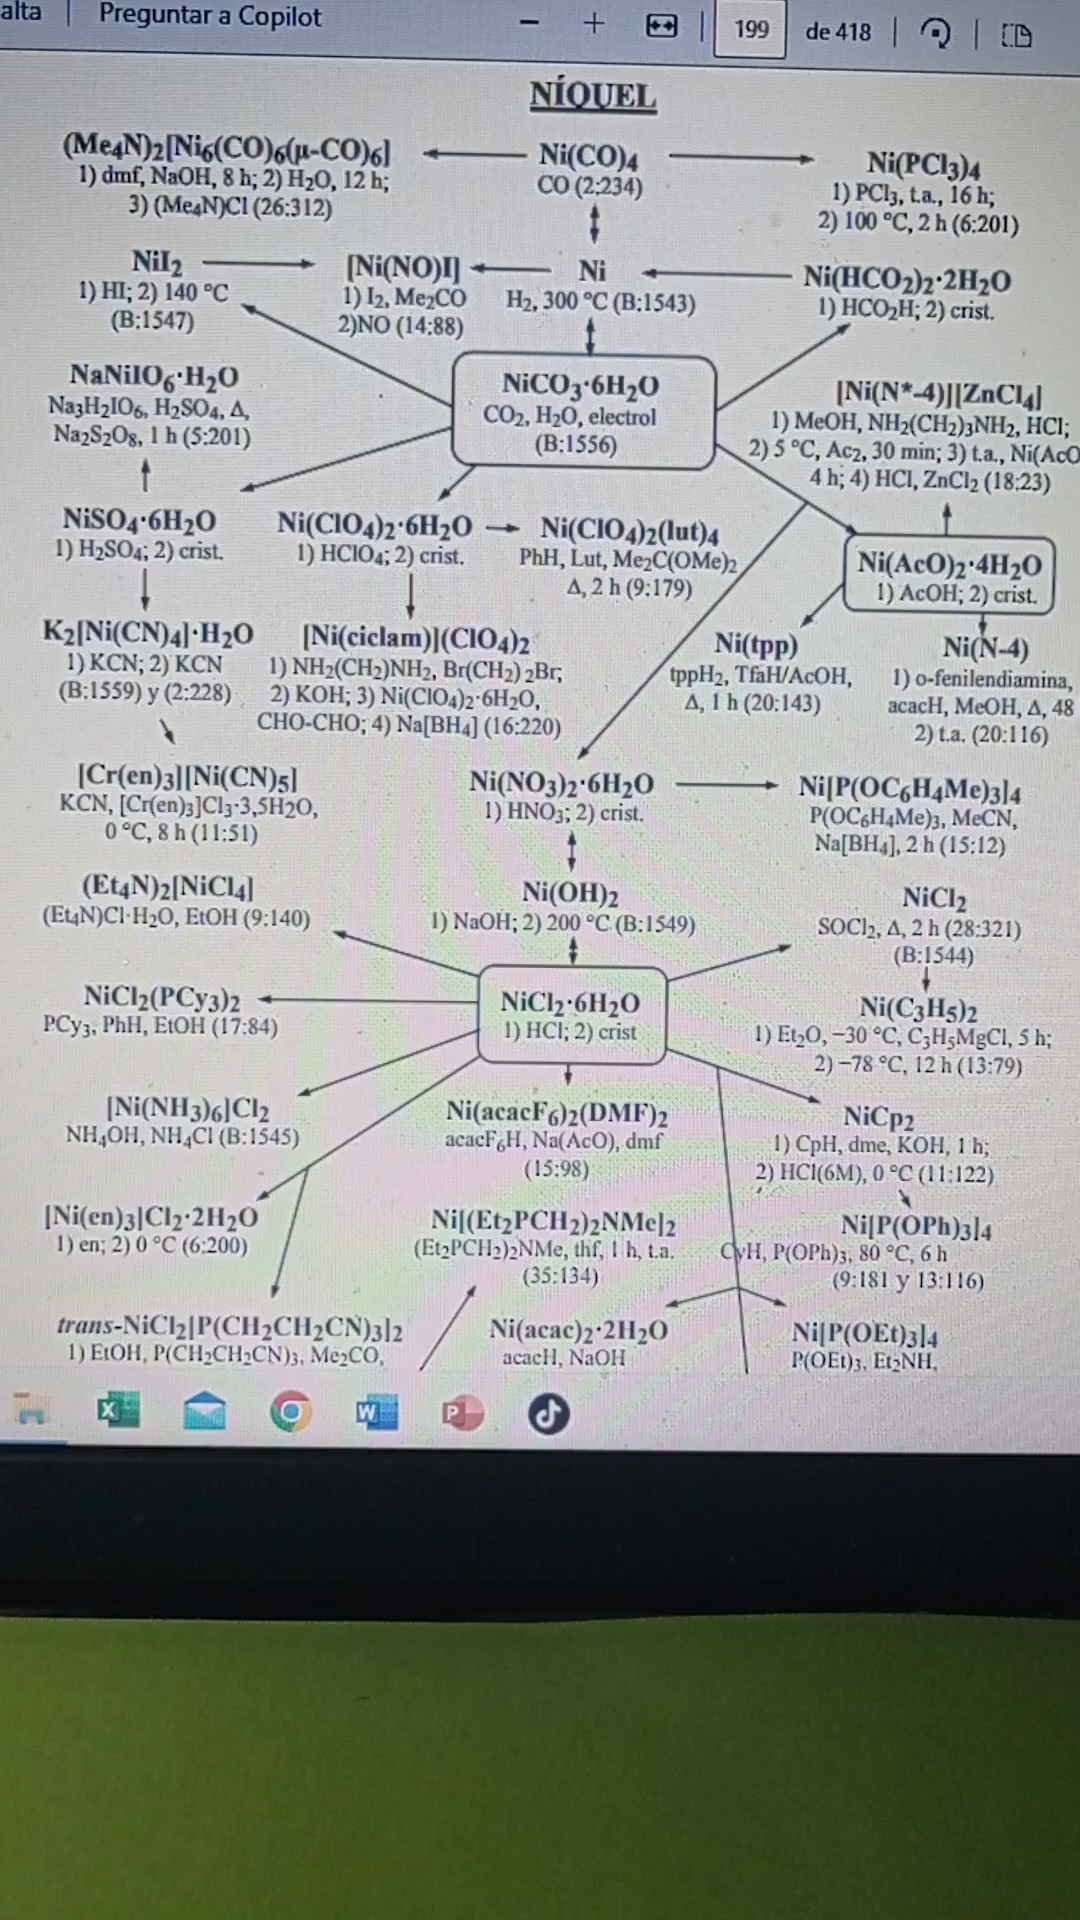 alta | Preguntar a Copilot
199 de 418
NÍQUEL
(Me4N)2[Ni6(CO)6(µ-CO)6]
1) dmf, NaOH, 8 h; 2) H2O, 12 h;
3) (Me4N)Cl (26:312)
Ni(CO)4
CO (2:234)
Ni(PCl3)4
1) PCl3, t.a., 16 h;
2) 100 °C, 2 h (6:201)
NiI2
1) HI; 2) 140 °C
(B:1547)
[Ni(NO)I]
1) I2, Me2CO
2)NO (14:88)
Ni
H2, 300 °C (B:1543)
Ni(HCO2)2·2H2O
1) HCO2H; 2) crist.
NaNiIO6·H2O
Na3H2IO6, H2SO4, Δ,
Na2S2O8, 1 h (5:201)
NiCO3·6H2O
CO2, H2O, electrol
(B:1556)
[Ni(N*-4)][ZnCl4]
1) MeOH, NH2(CH2)3NH2, HCl;
2) 5 °C, Ac2, 30 min; 3) t.a., Ni(AcO
4 h; 4) HCl, ZnCl2 (18:23)
NiSO4·6H2O
1) H2SO4; 2) crist.
Ni(ClO4)2·6H2O
1) HClO4; 2) crist.
Ni(ClO4)2(lut)4
PhH, Lut, Me2C(OMe)2
Δ, 2 h (9:179)
Ni(AcO)2·4H2O
1) AcOH; 2) crist.
K2[Ni(CN)4]·H2O
1) KCN; 2) KCN
(B:1559) y (2:228)
[Ni(ciclam)](ClO4)2
1) NH2(CH2)NH2, Br(CH2)2Br;
2) KOH; 3) Ni(ClO4)2·6H2O,
CHO-CHO; 4) Na[BH4] (16:220)
Ni(tpp)
tppH2, TfaH/AcOH,
Δ, 1 h (20:143)
Ni(N-4)
1) o-fenilendiamina,
acacH, MeOH, Δ, 48
2) t.a. (20:116)
[Cr(en)3][Ni(CN)5]
KCN, [Cr(en)3]Cl3·3,5H2O,
0 °C, 8 h (11:51)
Ni(NO3)2·6H2O
1) HNO3; 2) crist.
Ni[P(OC6H4Me)3]4
P(OC6H4Me)3, MeCN,
Na[BH4], 2 h (15:12)
(Et4N)2[NiCl4]
(Et4N)Cl·H2O, EtOH (9:140)
Ni(OH)2
1) NaOH; 2) 200 °C (B:1549)
NiCl2
SOCl2, Δ, 2 h (28:321)
(B:1544)
NiCl2(PCy3)2
PCy3, PhH, EtOH (17:84)
NiCl2·6H2O
1) HCl; 2) crist
Ni(C3H5)2
1) Et2O, −30 °C, C3H5MgCl, 5 h;
2) −78 °C, 12 h (13:79)
[Ni(NH3)6]Cl2
NH4OH, NH4Cl (B:1545)
Ni(acacF6)2(DMF)2
acacF6H, Na(AcO), dmf
(15:98)
NiCp2
1) CpH, dme, KOH, 1 h;
2) HCl(6M), 0 °C (11:122)
[Ni(en)3]Cl2·2H2O
1) en; 2) 0 °C (6:200)
Ni[(Et2PCH2)2NMe]2
(Et2PCH2)2NMe, thf, 1 h, t.a.
(35:134)
Ni[P(OPh)3]4
CyH, P(OPh)3, 80 °C, 6 h
(9:181 y 13:116)
trans-NiCl2[P(CH2CH2CN)3]2
1) EtOH, P(CH2CH2CN)3, Me2CO,
Ni(acac)2·2H2O
acacH, NaOH
Ni[P(OEt)3]4
P(OEt)3, Et2NH,